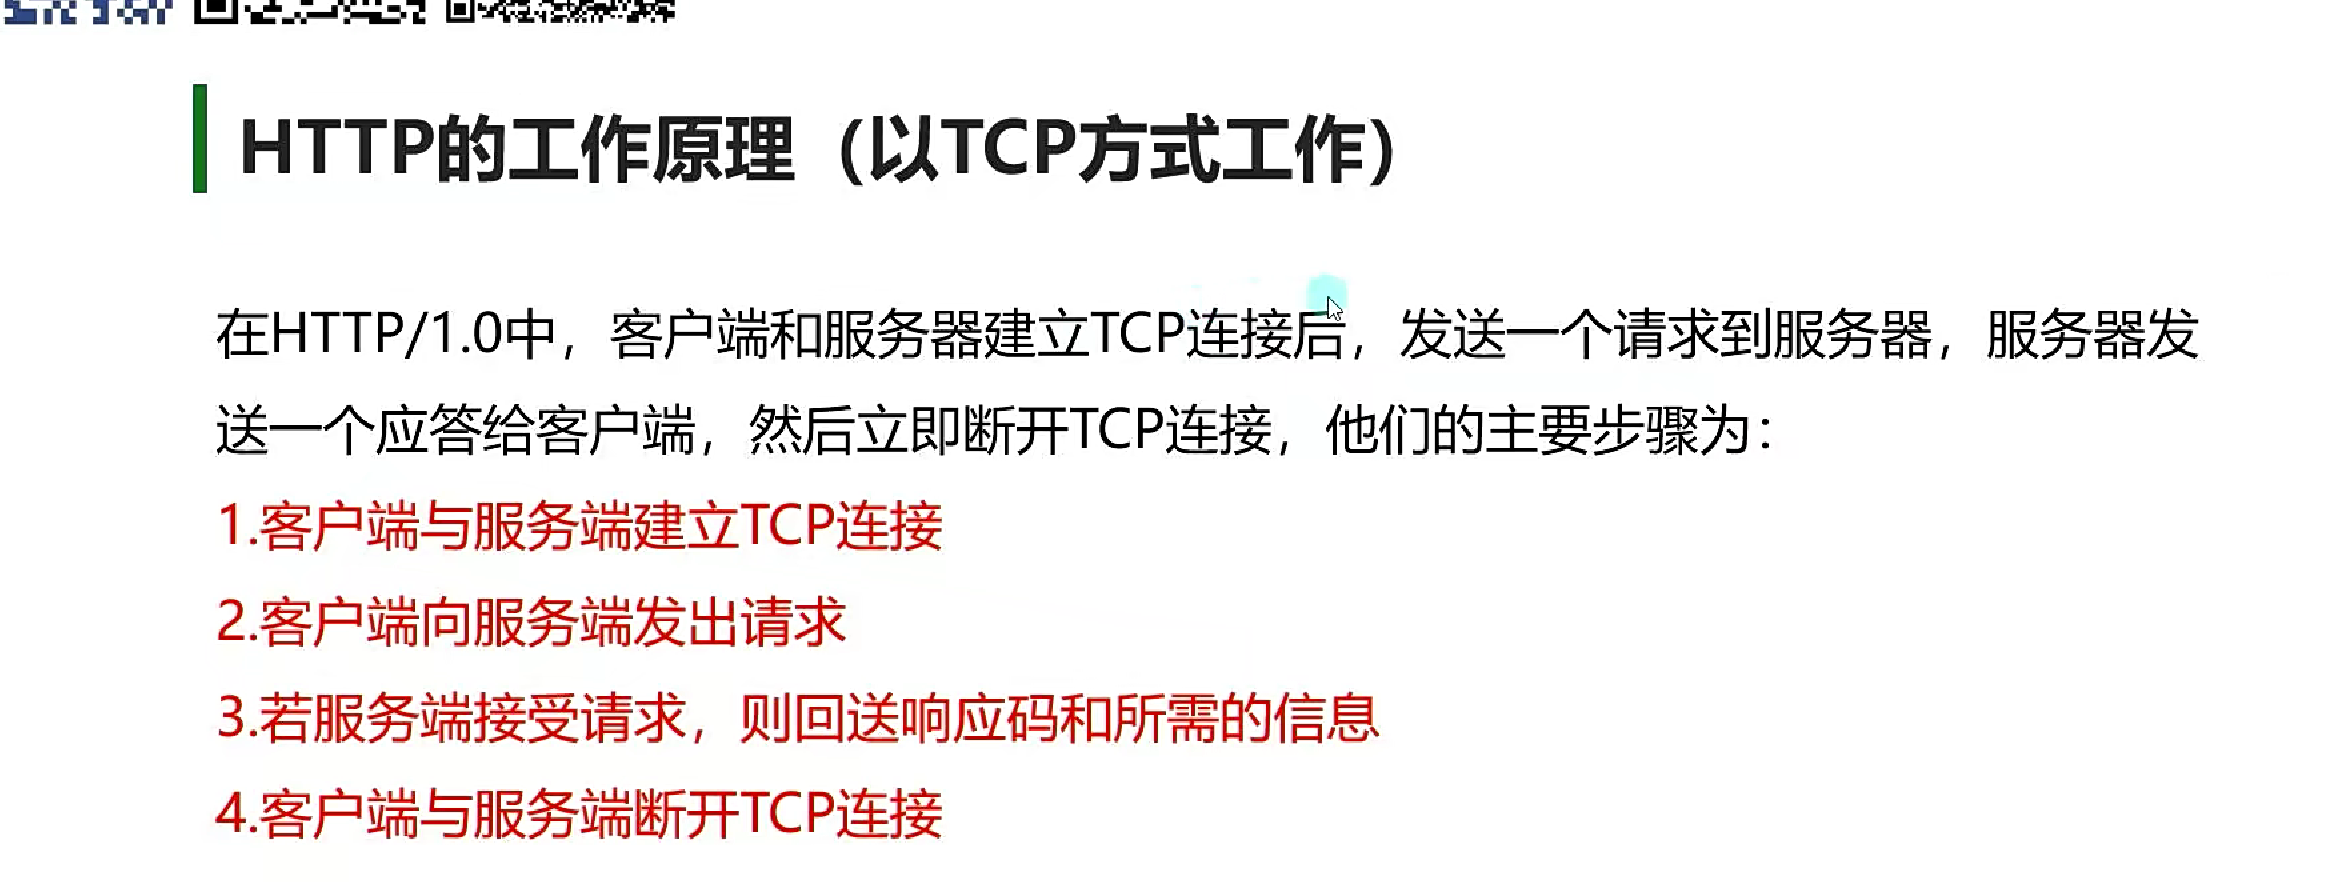 HTTP的工作原理（以TCP方式工作）
在HTTP/1.0中，客户端和服务器建立TCP连接后，发送一个请求到服务器，服务器发
送一个应答给客户端，然后立即断开TCP连接，他们的主要步骤为：
1.客户端与服务端建立TCP连接
2.客户端向服务端发出请求
3.若服务端接受请求，则回送响应码和所需的信息
4.客户端与服务端断开TCP连接